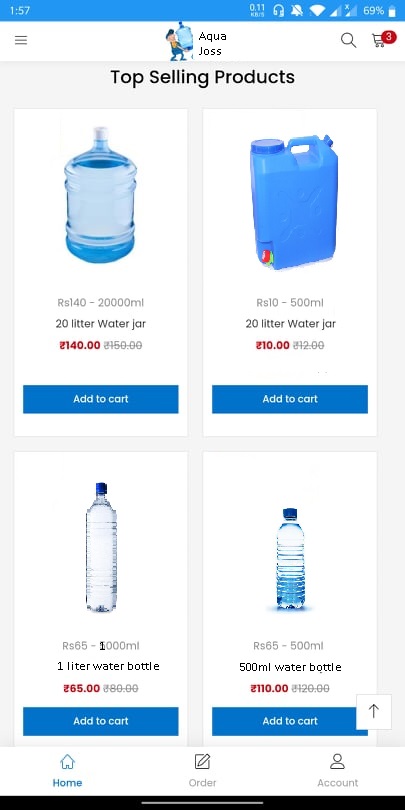 1:57
0.11
KB/S
69%
Aqua
Joss
3
Top Selling Products
Rs140 - 20000ml
20 litter Water jar
₹140.00 ₹150.00
Add to cart
Rs10 - 500ml
20 litter Water jar
₹10.00 ₹12.00
Add to cart
Rs65 - 1000ml
1 liter water bottle
₹65.00 ₹80.00
Add to cart
Rs65 - 500ml
500ml water bottle
₹110.00 ₹120.00
Add to cart
Home
Order
Account